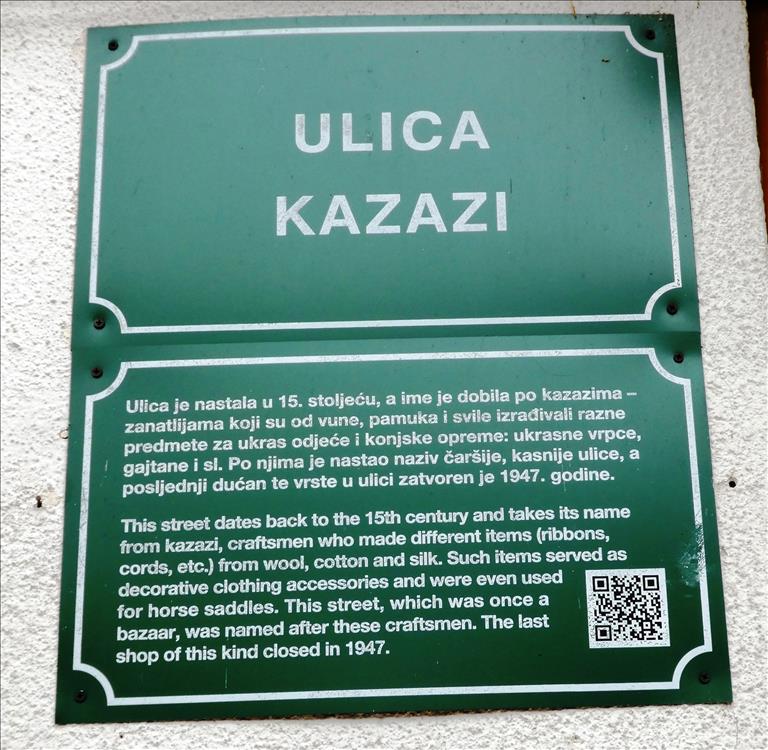 ULICA
KAZAZI
Ulica je nastala u 15. stoljeću, a ime je dobila po kazazima –
zanatlijama koji su od vune, pamuka i svile izrađivali razne
predmete za ukras odjeće i konjske opreme: ukrasne vrpce,
gajtane i sl. Po njima je nastao naziv čaršije, kasnije ulice, a
posljednji dućan te vrste u ulici zatvoren je 1947. godine.
This street dates back to the 15th century and takes its name
from kazazi, craftsmen who made different items (ribbons,
cords, etc.) from wool, cotton and silk. Such items served as
decorative clothing accessories and were even used
for horse saddles. This street, which was once a
bazaar, was named after these craftsmen. The last
shop of this kind closed in 1947.